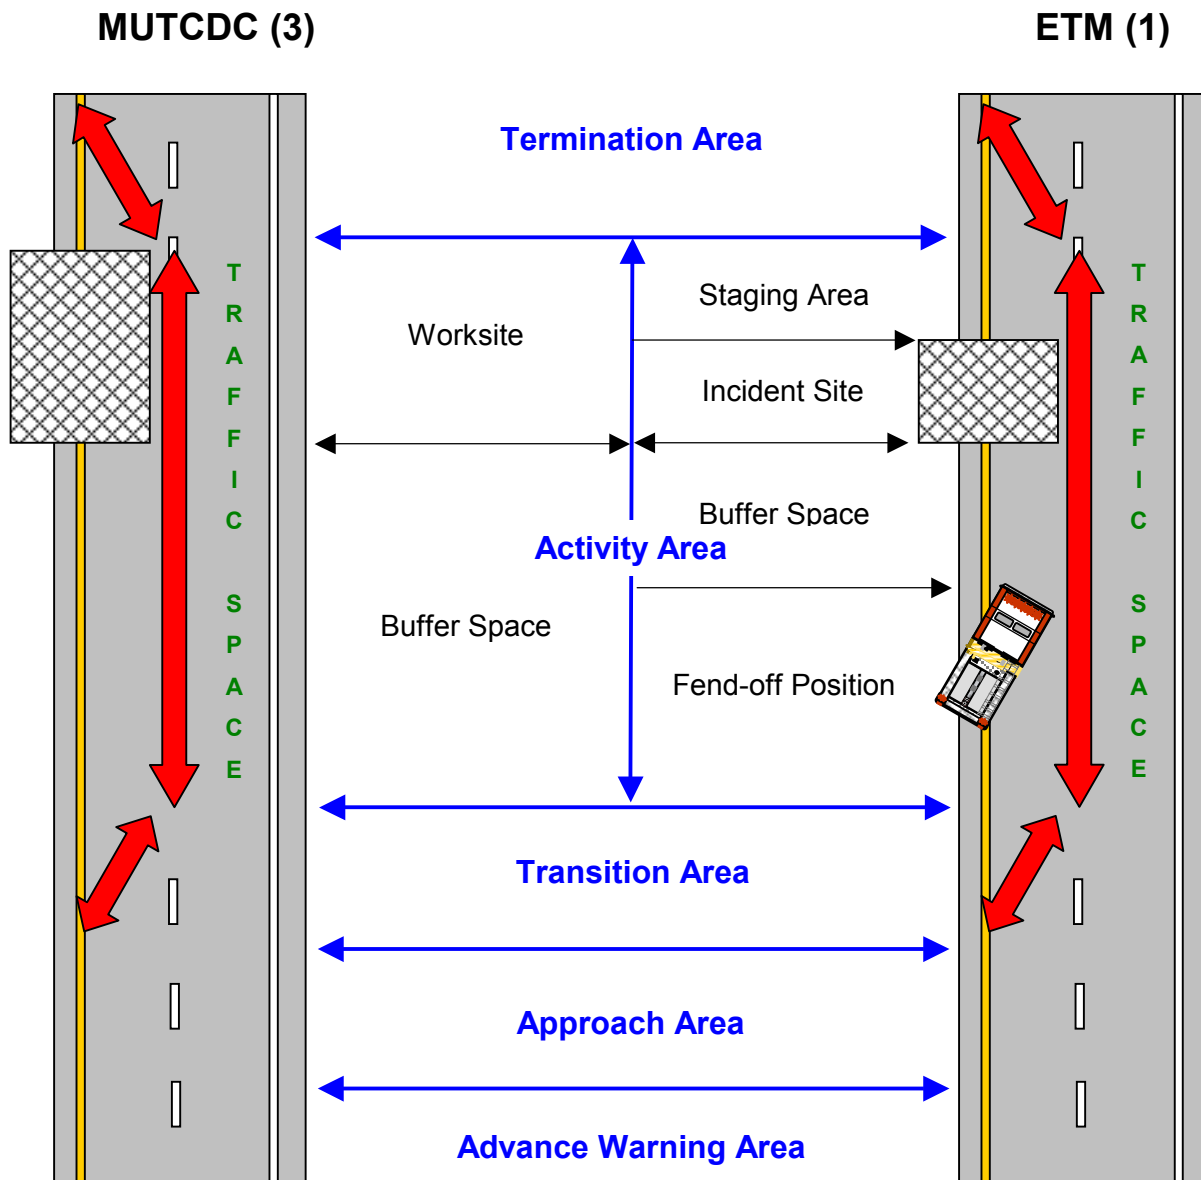 MUTCDC (3)
ETM (1)
Termination Area
Staging Area
Worksite
Incident Site
Buffer Space
Activity Area
Buffer Space
Fend-off Position
Transition Area
Approach Area
Advance Warning Area
TRAFFIC SPACE
TRAFFIC SPACE